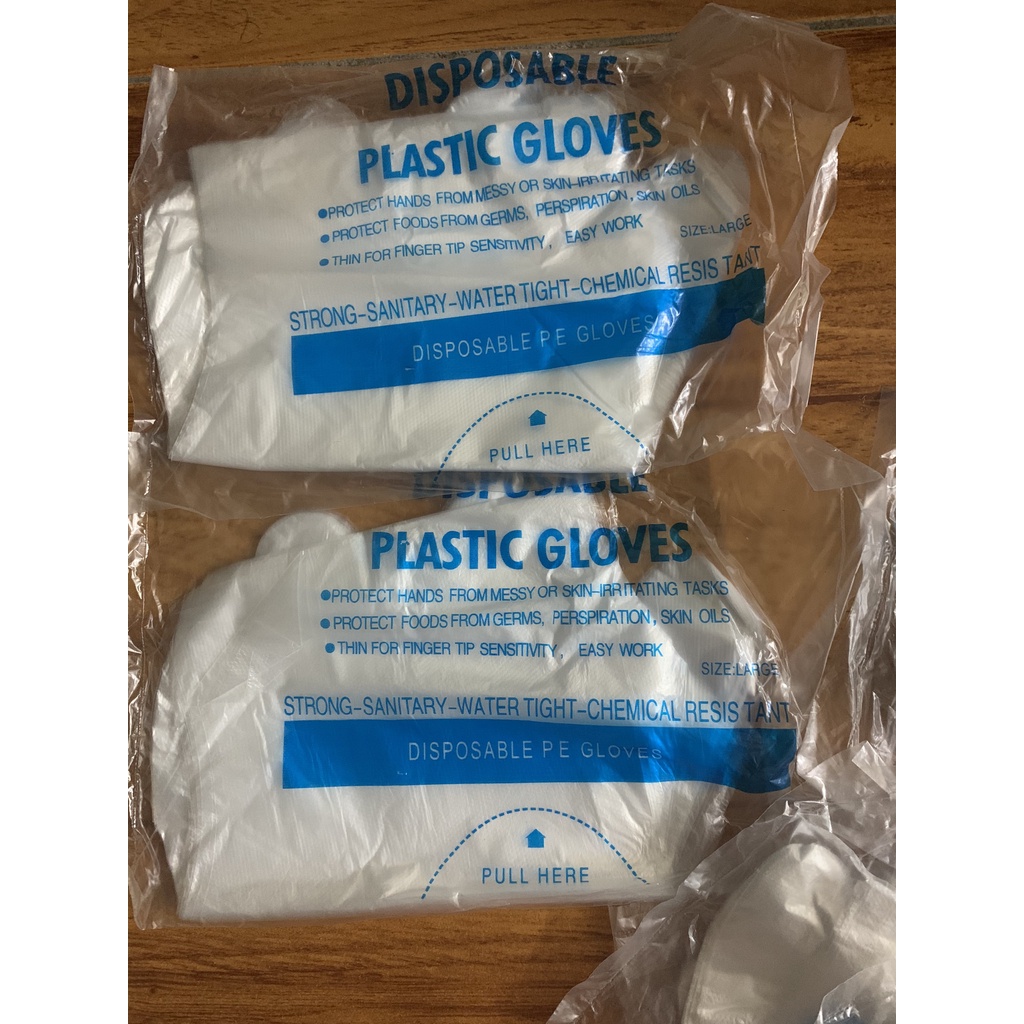 DISPOSABLE
PLASTIC GLOVES
●PROTECT HANDS FROM MESSY OR SKIN-IRRITATING TASKS
●PROTECT FOODS FROM GERMS, PERSPIRATION, SKIN OILS
●THIN FOR FINGER TIP SENSITIVITY, EASY WORK
SIZE:LARGE
STRONG-SANITARY-WATER TIGHT-CHEMICAL RESIS TANT
DISPOSABLE PE GLOVES
PULL HERE
DISPOSABLE
PLASTIC GLOVES
●PROTECT HANDS FROM MESSY OR SKIN-IRRITATING TASKS
●PROTECT FOODS FROM GERMS, PERSPIRATION, SKIN OILS
●THIN FOR FINGER TIP SENSITIVITY, EASY WORK
SIZE:LARGE
STRONG-SANITARY-WATER TIGHT-CHEMICAL RESIS TANT
DISPOSABLE PE GLOVES
PULL HERE